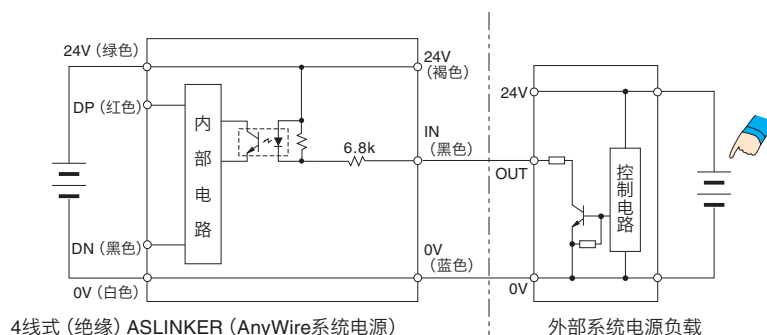 24V（绿色）
DP（红色）
内部电路
DN（黑色）
0V（白色）
6.8k
24V
（褐色）
IN
（黑色）
0V
（蓝色）
24V
OUT
控制电路
0V
4线式（绝缘）ASLINKER（AnyWire系统电源）
外部系统电源负载